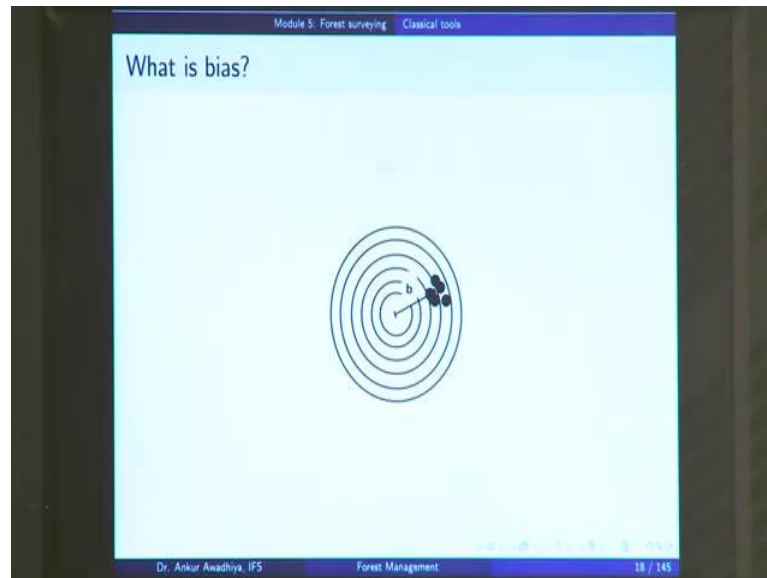 Module 5: Forest surveying Classical tools
What is bias?
b
Dr. Ankur Awadhiya, IFS Forest Management 18 / 145